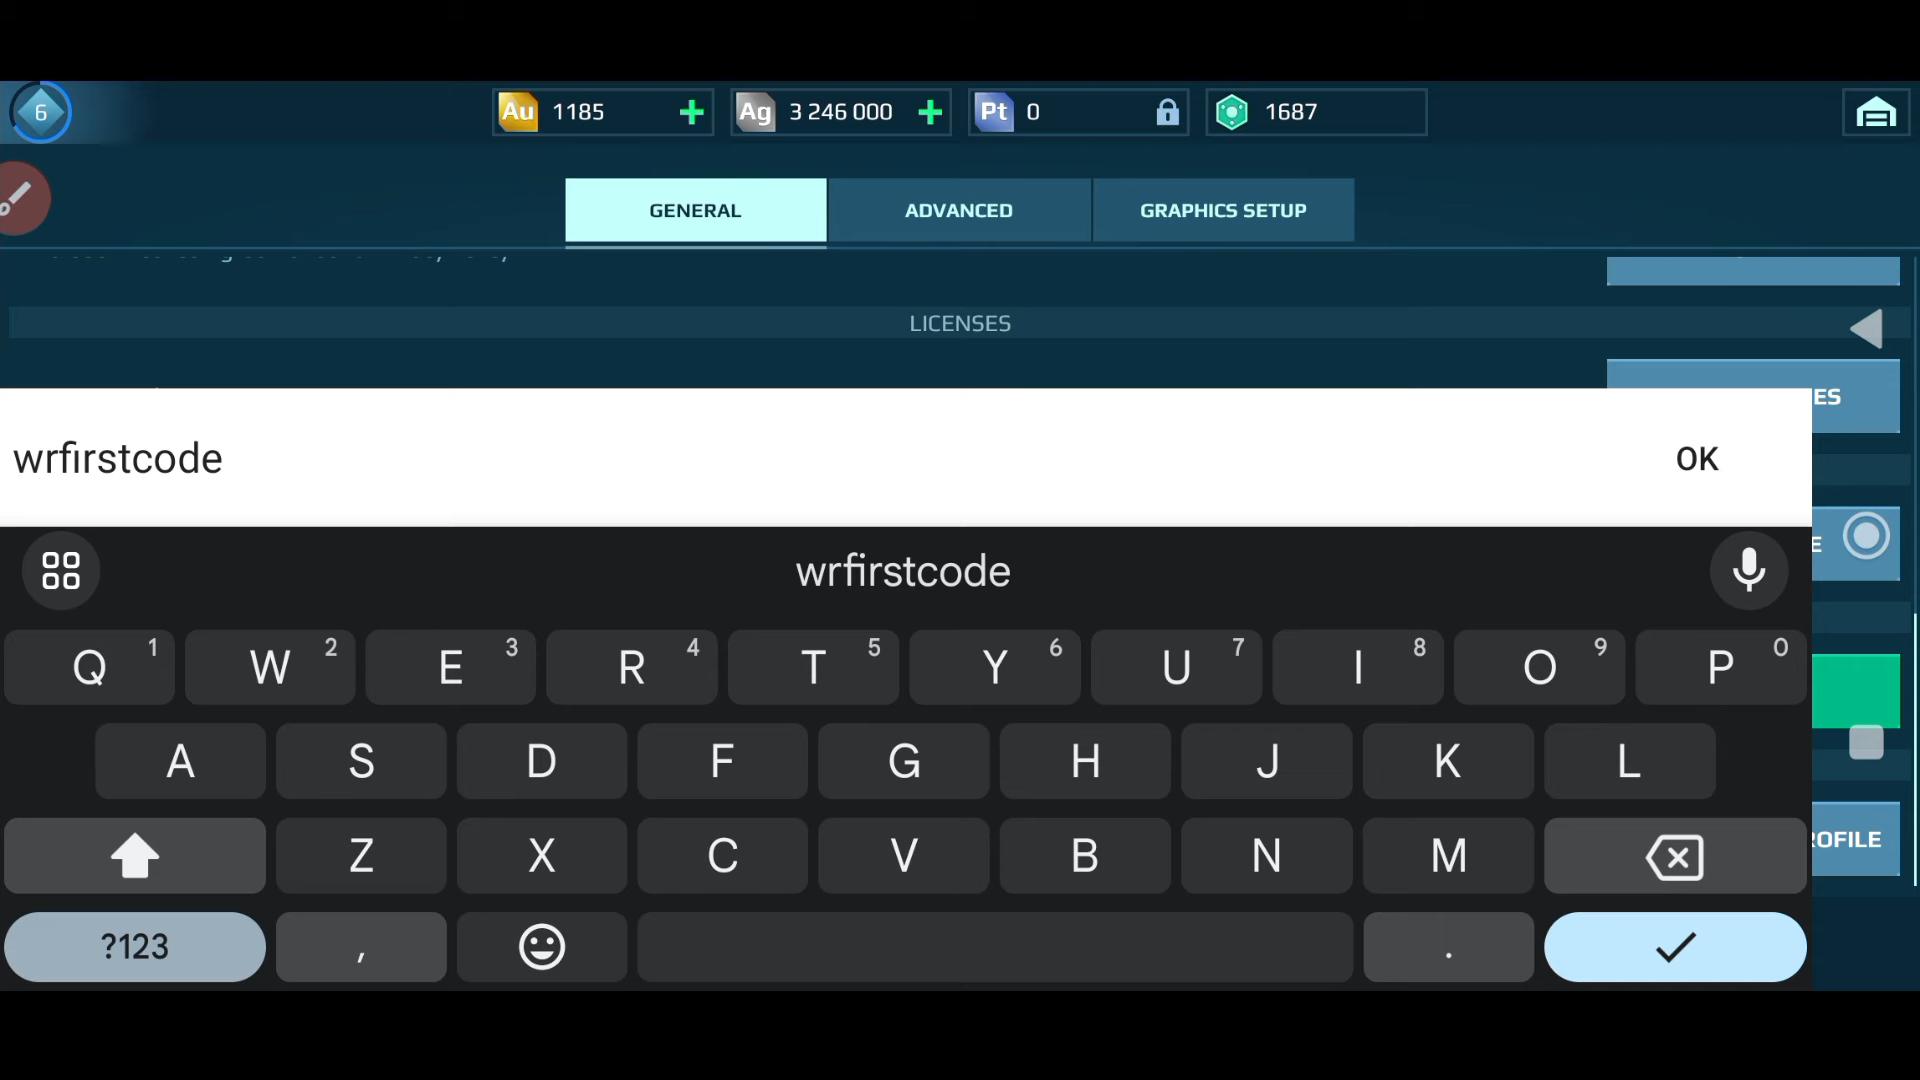 6
Au 1185
Ag 3 246 000
Pt 0
1687
GENERAL
ADVANCED
GRAPHICS SETUP
LICENSES
ES
wrfirstcode
OK
E
wrfirstcode
Q 1 W 2 E 3 R 4 T 5 Y 6 U 7 I 8 O 9 P 0
A S D F G H J K L
Z X C V B N M
ROFILE
?123 , .